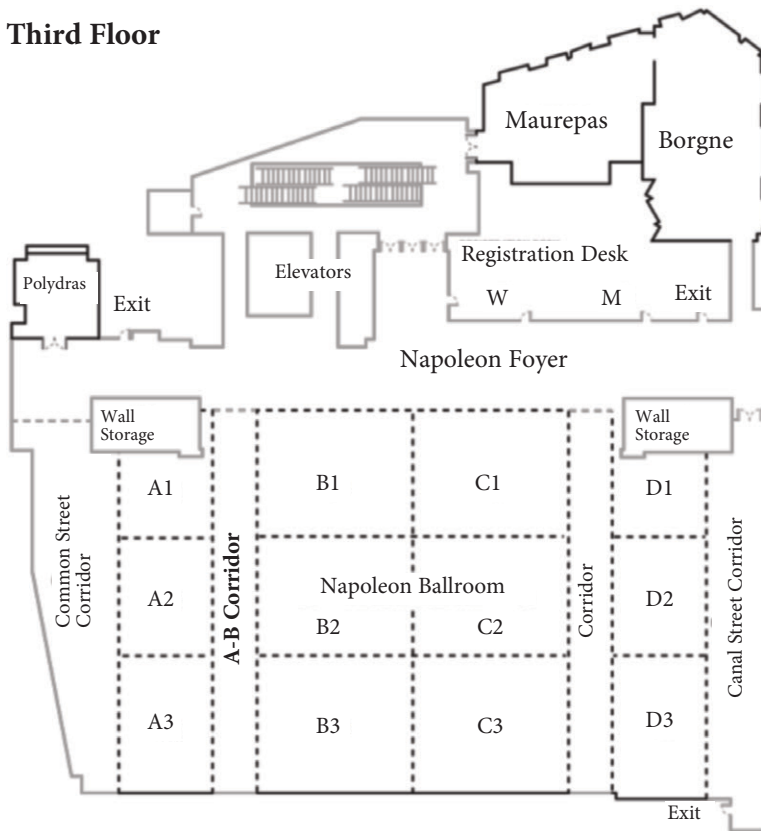 Third Floor
Maurepas
Borgne
Registration Desk
Elevators
Polydras
Exit
W
M
Exit
Napoleon Foyer
Wall
Storage
Wall
Storage
A1
B1
C1
D1
Common Street
Corridor
A-B Corridor
Corridor
Canal Street Corridor
A2
Napoleon Ballroom
B2
C2
D2
A3
B3
C3
D3
Exit